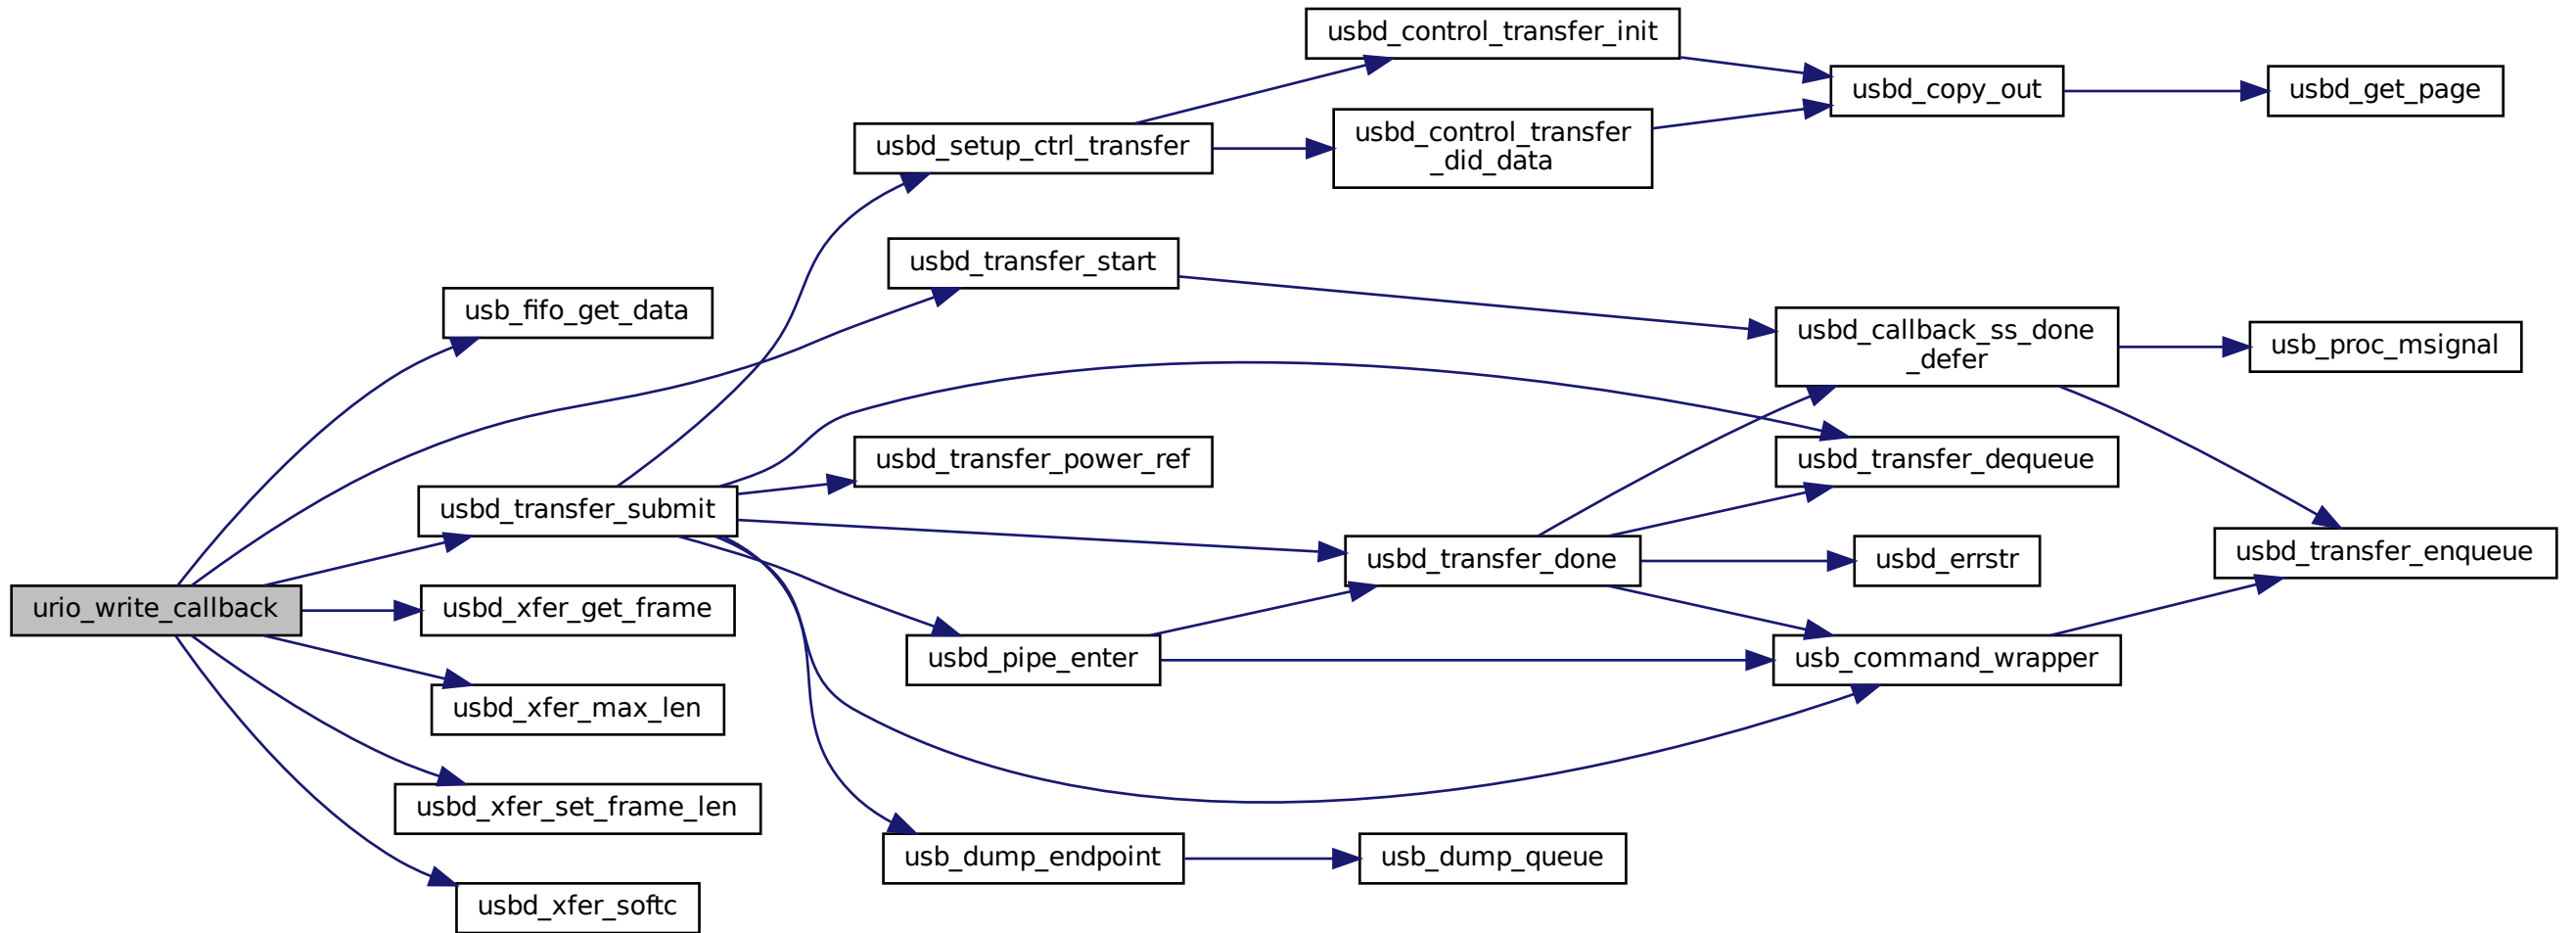 usbd_control_transfer_init
usbd_copy_out
usbd_get_page
usbd_control_transfer
_did_data
usbd_setup_ctrl_transfer
usbd_transfer_start
usb_fifo_get_data
usbd_callback_ss_done
_defer
usb_proc_msignal
usbd_transfer_power_ref
usbd_transfer_dequeue
usbd_transfer_submit
usbd_transfer_done
usbd_errstr
usbd_transfer_enqueue
urio_write_callback
usbd_xfer_get_frame
usbd_pipe_enter
usb_command_wrapper
usbd_xfer_max_len
usbd_xfer_set_frame_len
usb_dump_endpoint
usb_dump_queue
usbd_xfer_softc